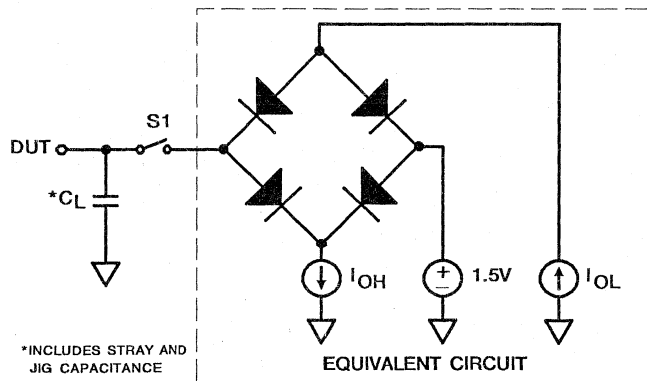 S1
DUT
*CL
IOH
+
−
1.5V
IOL
*INCLUDES STRAY AND
JIG CAPACITANCE
EQUIVALENT CIRCUIT